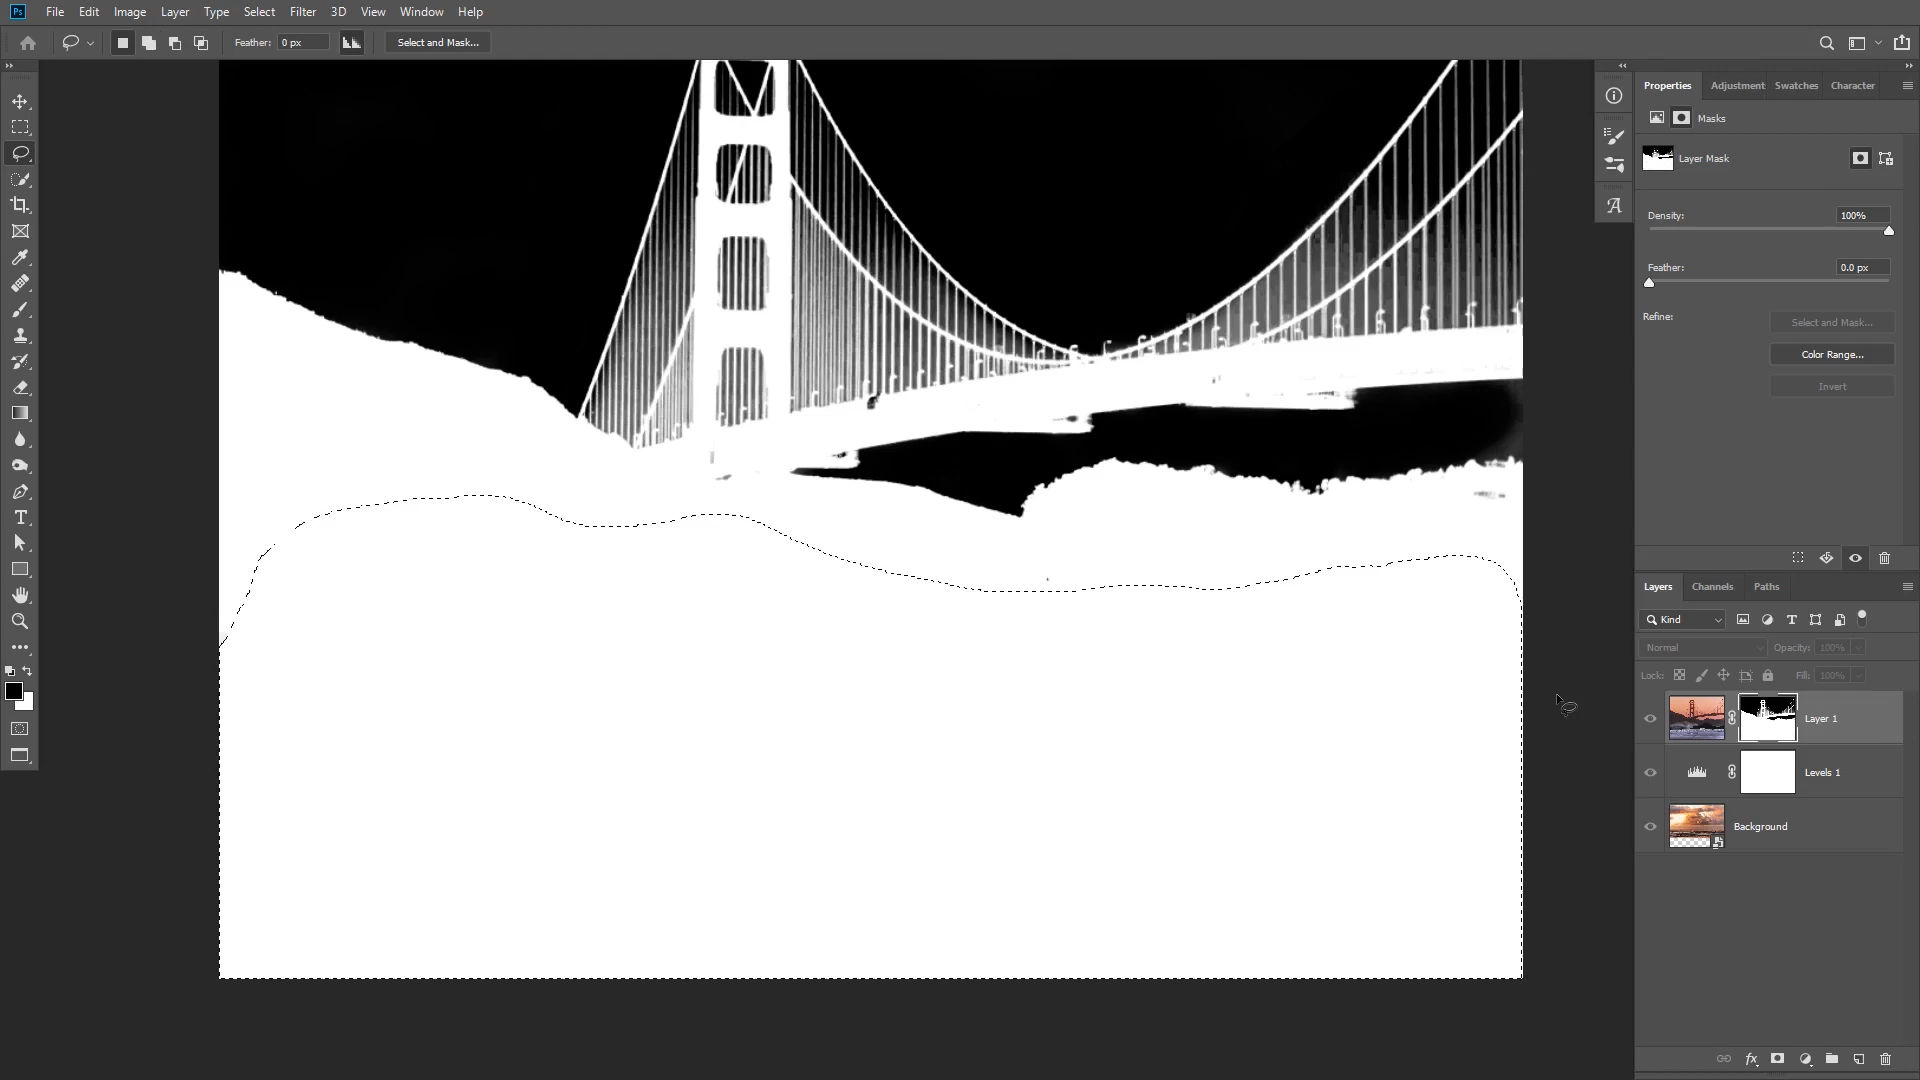 Ps File Edit Image Layer Type Select Filter 3D View Window Help
Feather: 0 px Select and Mask...
Properties Adjustment Swatches Character
Masks
Layer Mask
Density: 100%
Feather: 0.0 px
Refine: Select and Mask...
Color Range...
Invert
Layers Channels Paths
Kind
Normal Opacity: 100%
Lock: Fill: 100%
Layer 1
Levels 1
Background
fx